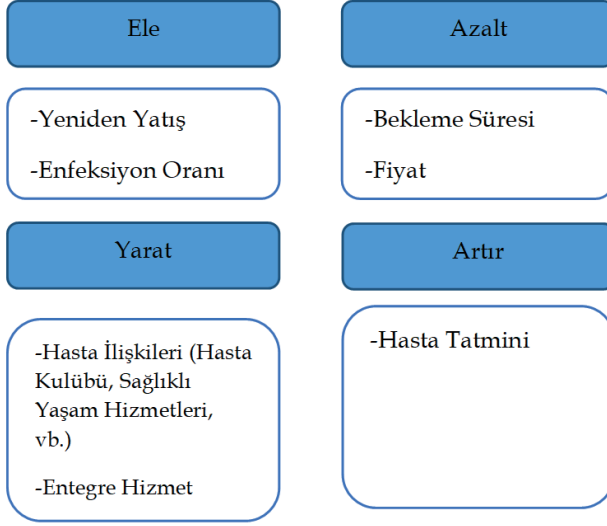 Ele
Azalt
-Yeniden Yatış
-Enfeksiyon Oranı
-Bekleme Süresi
-Fiyat
Yarat
Artır
-Hasta İlişkileri (Hasta
Kulübü, Sağlıklı
Yaşam Hizmetleri,
vb.)
-Entegre Hizmet
-Hasta Tatmini